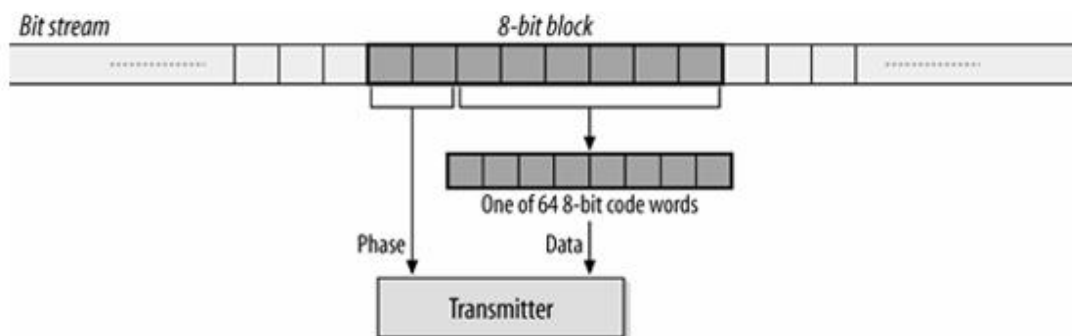 Bit stream
8-bit block
One of 64 8-bit code words
Phase
Data
Transmitter